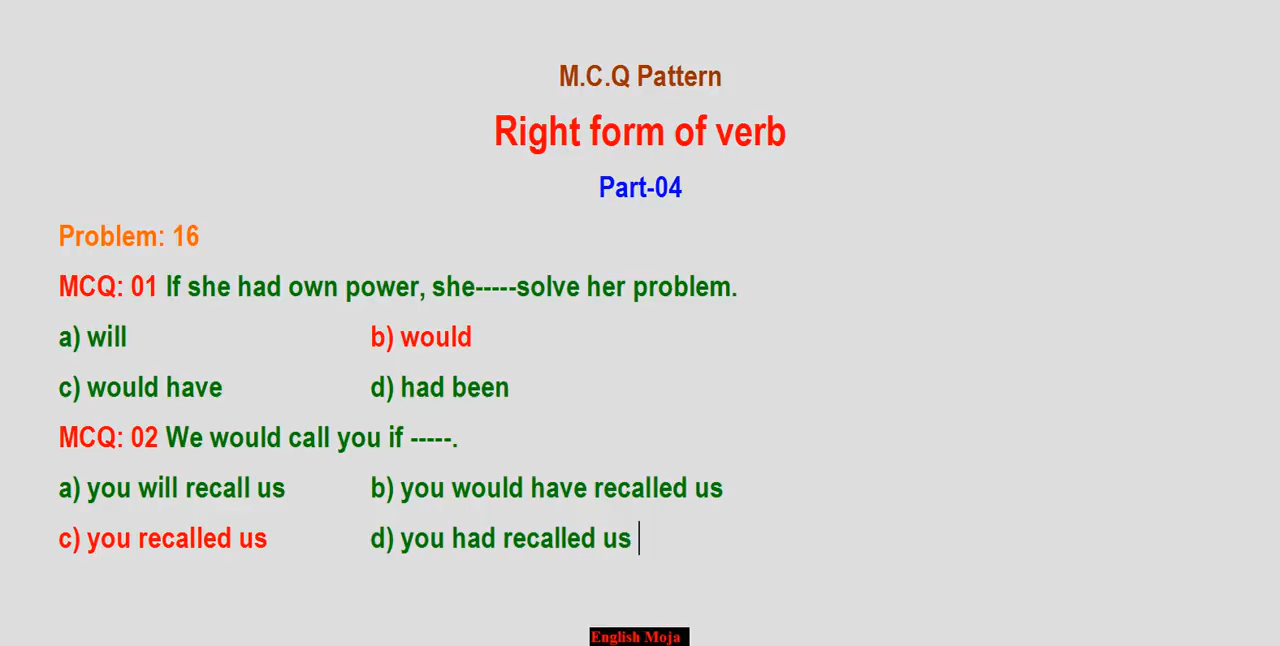 M.C.Q Pattern
Right form of verb
Part-04
Problem: 16
MCQ: 01 If she had own power, she-----solve her problem.
a) will b) would
c) would have d) had been
MCQ: 02 We would call you if -----.
a) you will recall us b) you would have recalled us
c) you recalled us d) you had recalled us
English Moja